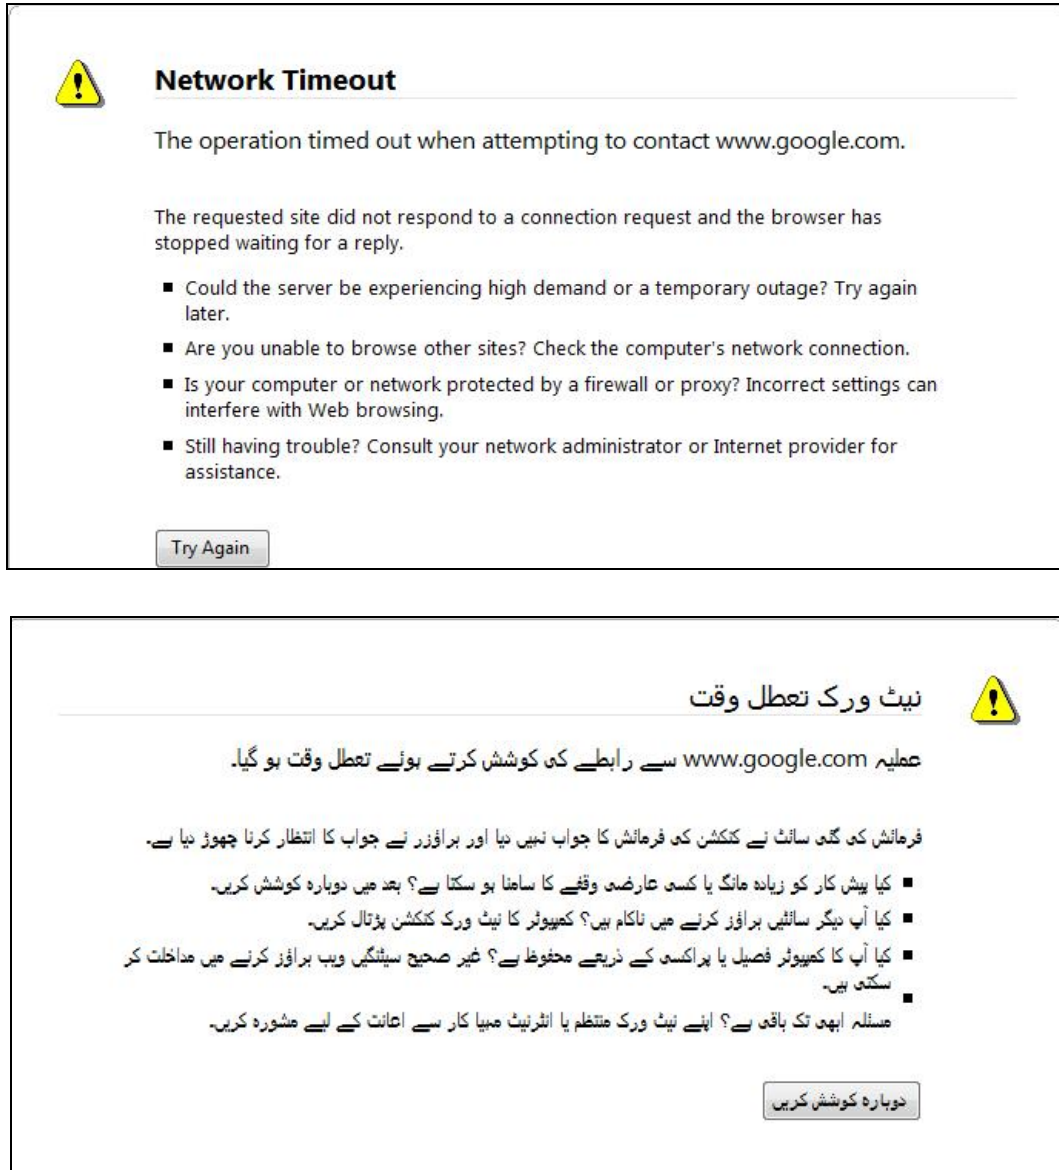 Network Timeout
The operation timed out when attempting to contact www.google.com.
The requested site did not respond to a connection request and the browser has
stopped waiting for a reply.
Could the server be experiencing high demand or a temporary outage? Try again
later.
Are you unable to browse other sites? Check the computer's network connection.
Is your computer or network protected by a firewall or proxy? Incorrect settings can
interfere with Web browsing.
Still having trouble? Consult your network administrator or Internet provider for
assistance.
Try Again
نیٹ ورک تعطل وقت
عملیہ www.google.com سے رابطے کی کوشش کرتے ہوئے تعطل وقت ہو گیا۔
فرمائش کی گئی سائٹ نے کنکشن کی فرمائش کا جواب نہیں دیا اور براؤزر نے جواب کا انتظار کرنا چھوڑ دیا ہے۔
کیا پیش کار کو زیادہ مانگ یا کسی عارضی وقفے کا سامنا ہو سکتا ہے؟ بعد میں دوبارہ کوشش کریں۔
کیا آپ دیگر سائٹیں براؤز کرنے میں ناکام ہیں؟ کمپیوٹر کا نیٹ ورک کنکشن پڑتال کریں۔
کیا آپ کا کمپیوٹر فصیل یا پراکسی کے ذریعے محفوظ ہے؟ غیر صحیح سیٹنگیں ویب براؤز کرنے میں مداخلت کر
سکتی ہیں۔
مسئلہ ابھی تک باقی ہے؟ اپنے نیٹ ورک منتظم یا انٹرنیٹ مہیا کار سے اعانت کے لیے مشورہ کریں۔
دوبارہ کوشش کریں